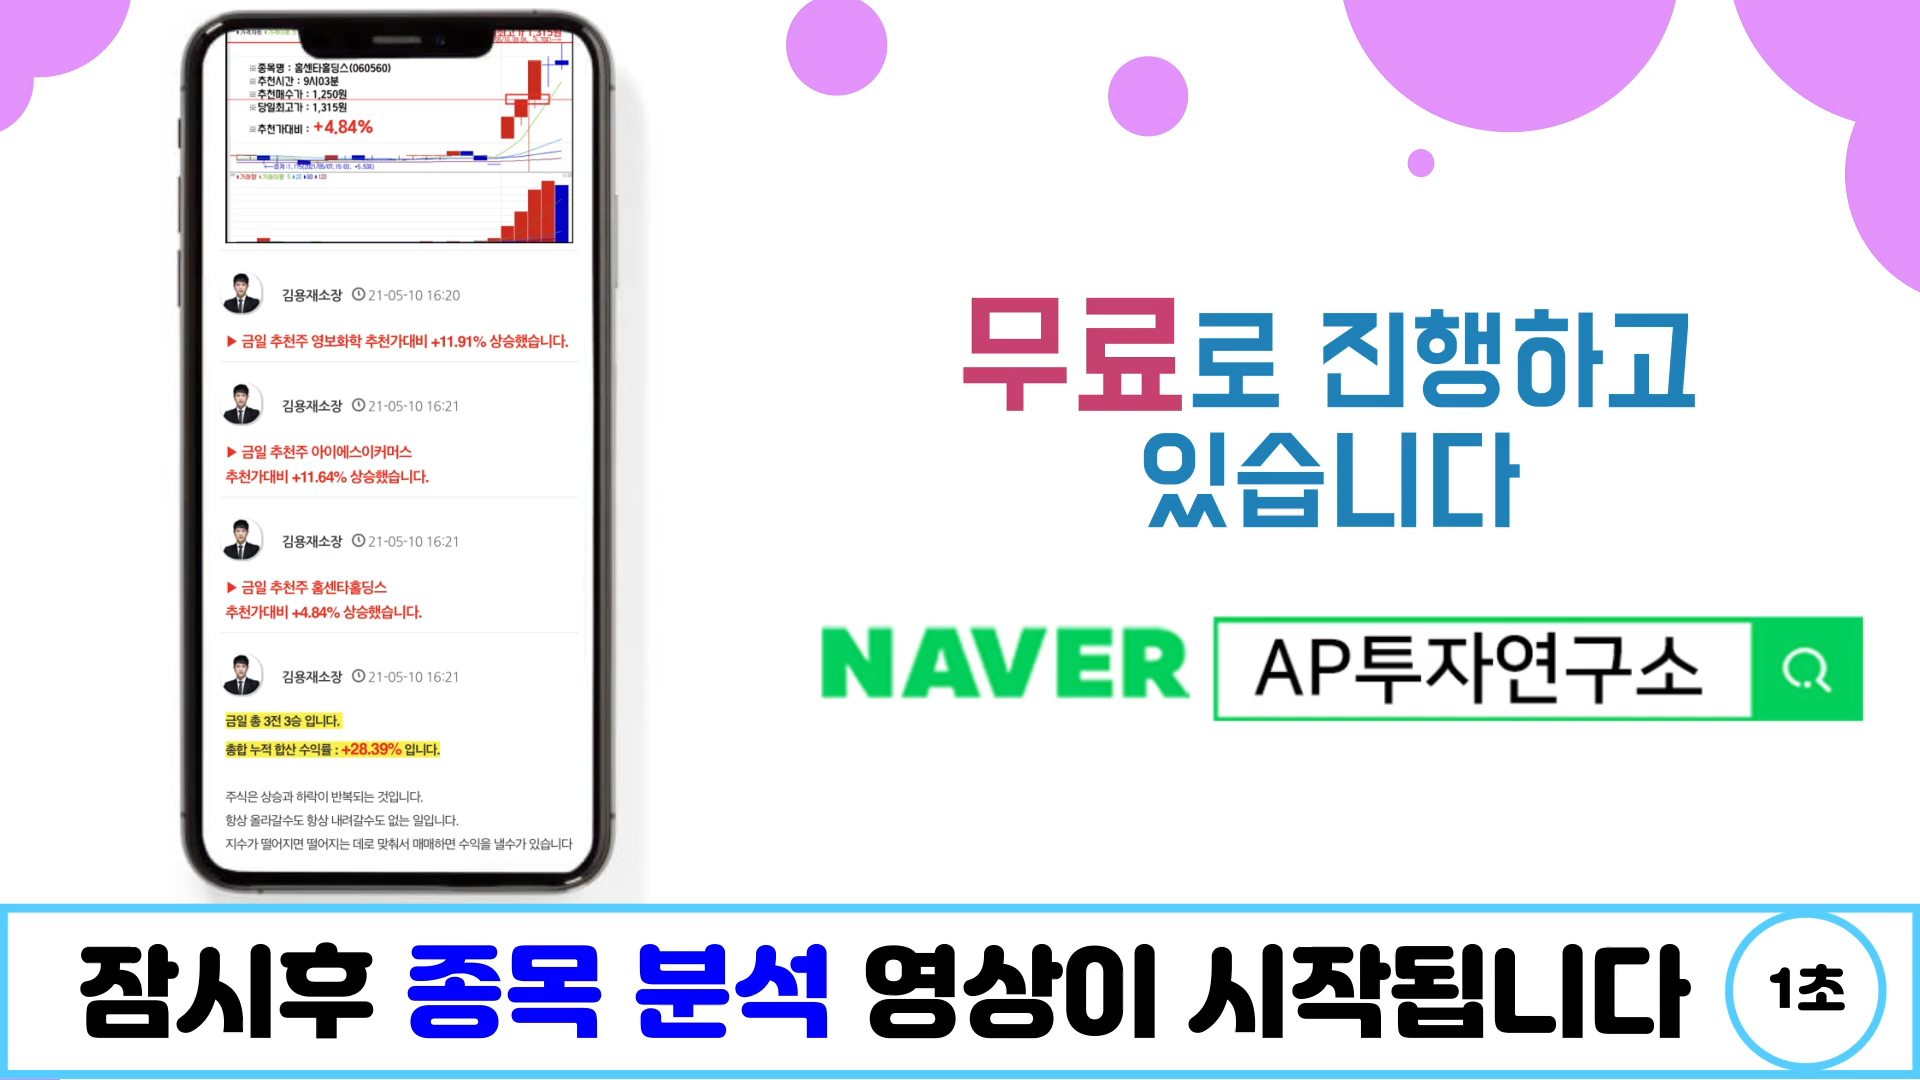 ※종목명 : 홈센타홀딩스(060560)
※추천시간 : 9시03분
※추천매수가 : 1,250원
※당일최고가 : 1,315원
※추천가대비 : +4.84%
김용재소장 21-05-10 16:20
▶ 금일 추천주 영보화학 추천가대비 +11.91% 상승했습니다.
김용재소장 21-05-10 16:21
▶ 금일 추천주 아이에스이커머스
추천가대비 +11.64% 상승했습니다.
김용재소장 21-05-10 16:21
▶ 금일 추천주 홈센타홀딩스
추천가대비 +4.84% 상승했습니다.
김용재소장 21-05-10 16:21
금일 총 3전 3승 입니다.
총합 누적 합산 수익률 : +28.39% 입니다.
주식은 상승과 하락이 반복되는 것입니다.
항상 올라갈수도 항상 내려갈수도 없는 일입니다.
지수가 떨어지면 떨어지는 데로 맞춰서 매매하면 수익을 낼수가 있습니다
무료로 진행하고
있습니다
NAVER AP투자연구소
잠시후 종목 분석 영상이 시작됩니다 1초